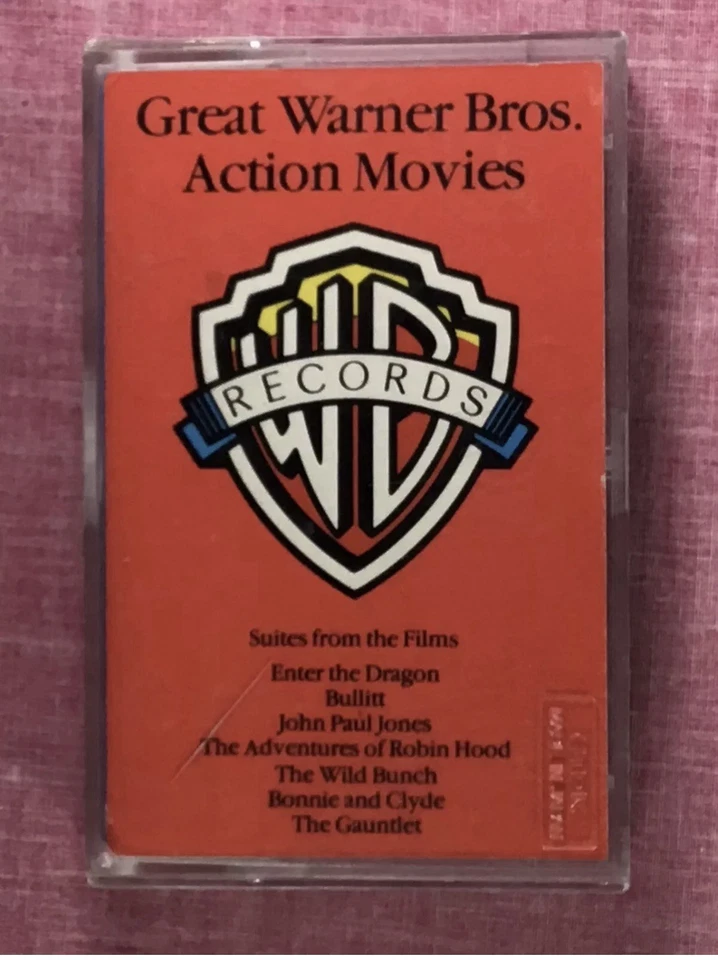 Great Warner Bros.
Action Movies
WB
RECORDS
Suites from the Films
Enter the Dragon
Bullitt
John Paul Jones
The Adventures of Robin Hood
The Wild Bunch
Bonnie and Clyde
The Gauntlet